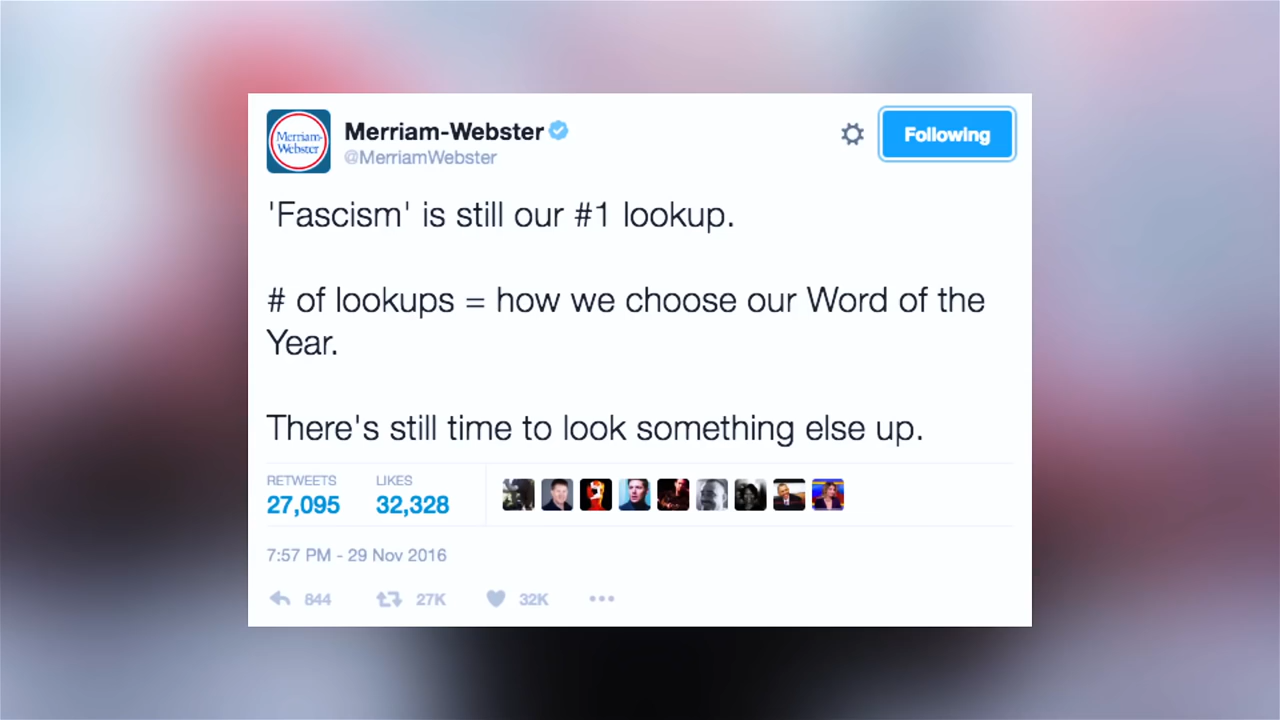 Merriam-
Webster
Merriam-Webster
@MerriamWebster
Following
'Fascism' is still our #1 lookup.
# of lookups = how we choose our Word of the
Year.
There's still time to look something else up.
RETWEETS LIKES
27,095 32,328
7:57 PM - 29 Nov 2016
844 27K 32K